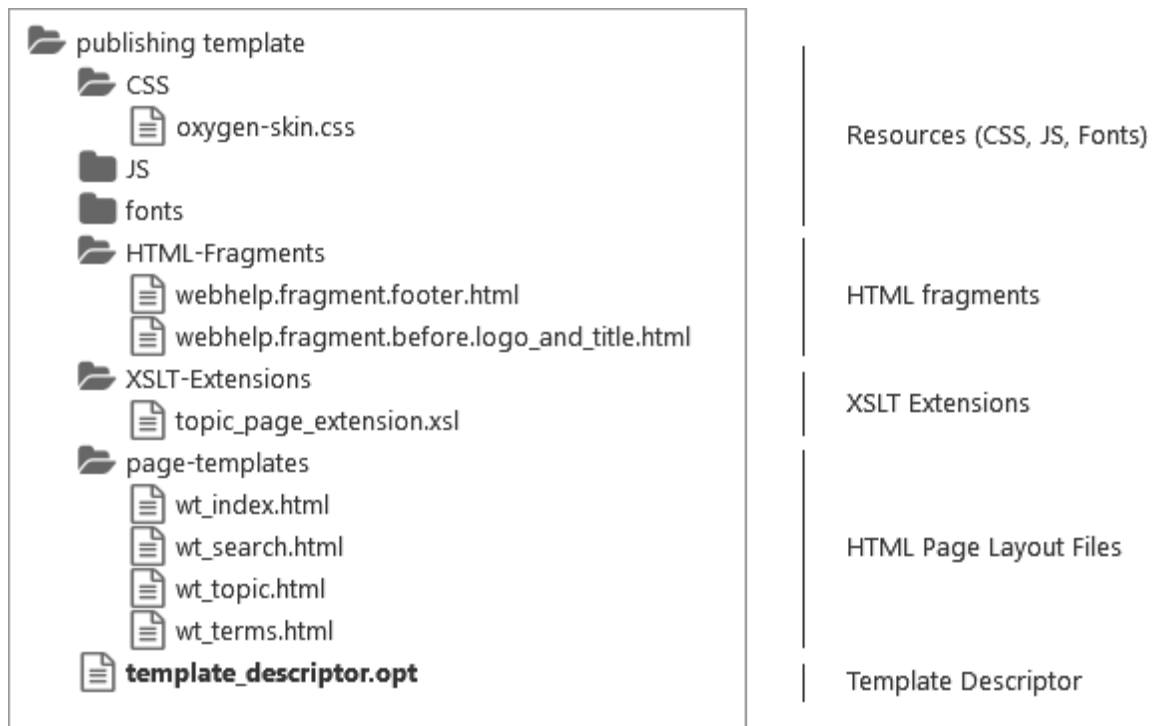 publishing template
CSS
oxygen-skin.css
JS
fonts
HTML-Fragments
webhelp.fragment.footer.html
webhelp.fragment.before.logo_and_title.html
XSLT-Extensions
topic_page_extension.xsl
page-templates
wt_index.html
wt_search.html
wt_topic.html
wt_terms.html
template_descriptor.opt
Resources (CSS, JS, Fonts)
HTML fragments
XSLT Extensions
HTML Page Layout Files
Template Descriptor